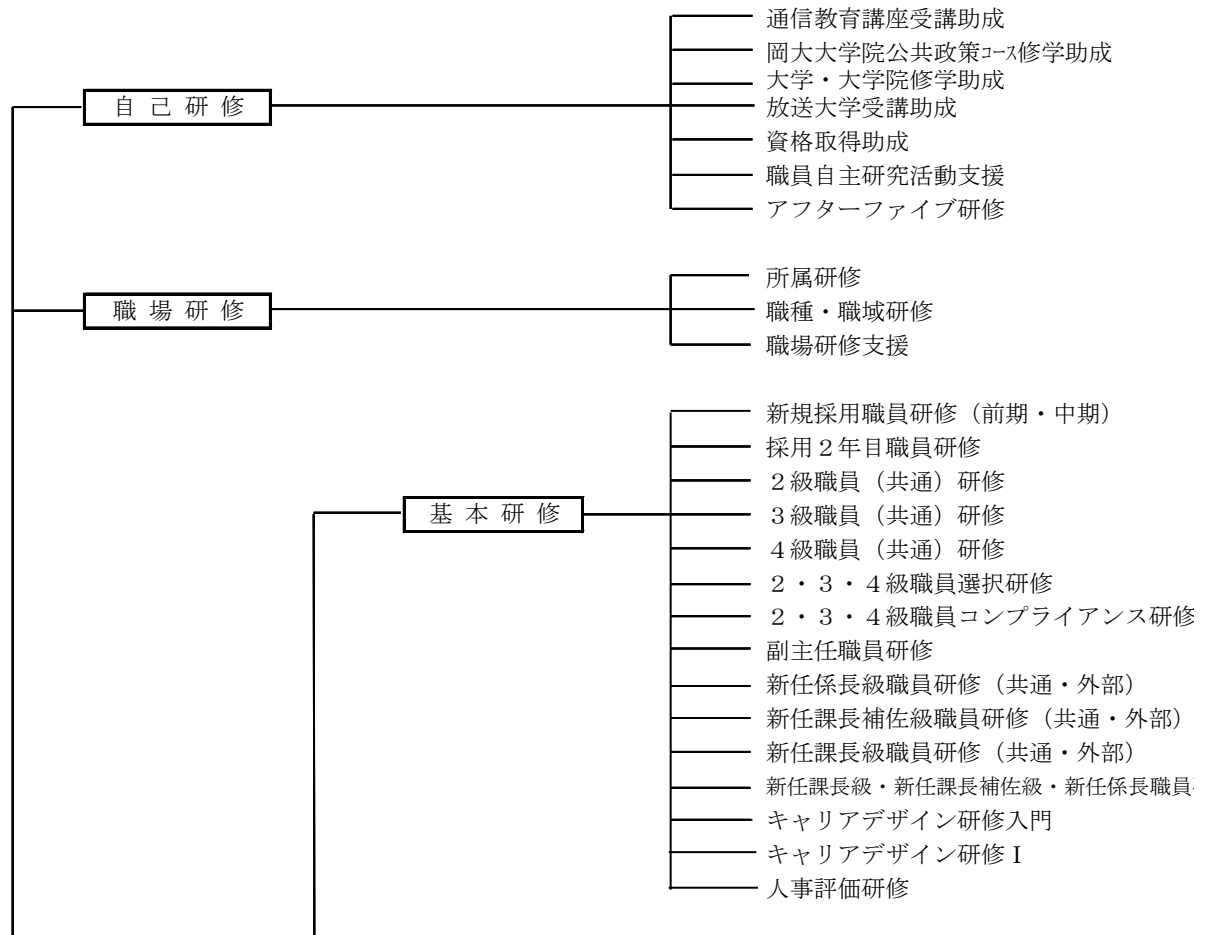 通信教育講座受講助成
岡大大学院公共政策ｺｰｽ修学助成
大学・大学院修学助成
自己研修
放送大学受講助成
資格取得助成
職員自主研究活動支援
アフターファイブ研修
所属研修
職場研修
職種・職域研修
職場研修支援
新規採用職員研修（前期・中期）
採用２年目職員研修
２級職員（共通）研修
基本研修
３級職員（共通）研修
４級職員（共通）研修
２・３・４級職員選択研修
２・３・４級職員コンプライアンス研修
副主任職員研修
新任係長級職員研修（共通・外部）
新任課長補佐級職員研修（共通・外部）
新任課長級職員研修（共通・外部）
新任課長級・新任課長補佐級・新任係長職員
キャリアデザイン研修入門
キャリアデザイン研修Ⅰ
人事評価研修